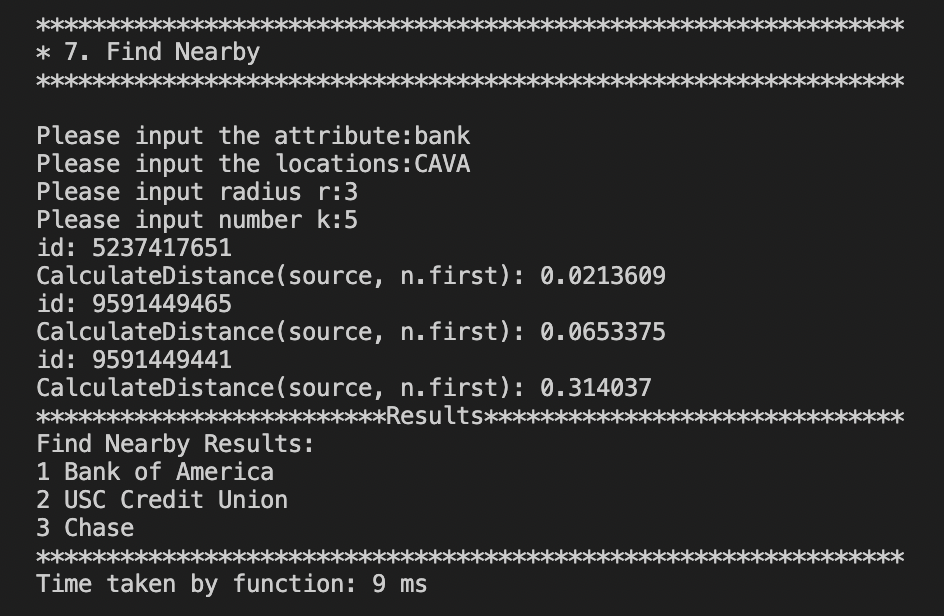 **************************************************************
* 7. Find Nearby
**************************************************************
Please input the attribute:bank
Please input the locations:CAVA
Please input radius r:3
Please input number k:5
id: 5237417651
CalculateDistance(source, n.first): 0.0213609
id: 9591449465
CalculateDistance(source, n.first): 0.0653375
id: 9591449441
CalculateDistance(source, n.first): 0.314037
*************************Results******************************
Find Nearby Results:
1 Bank of America
2 USC Credit Union
3 Chase
**************************************************************
Time taken by function: 9 ms